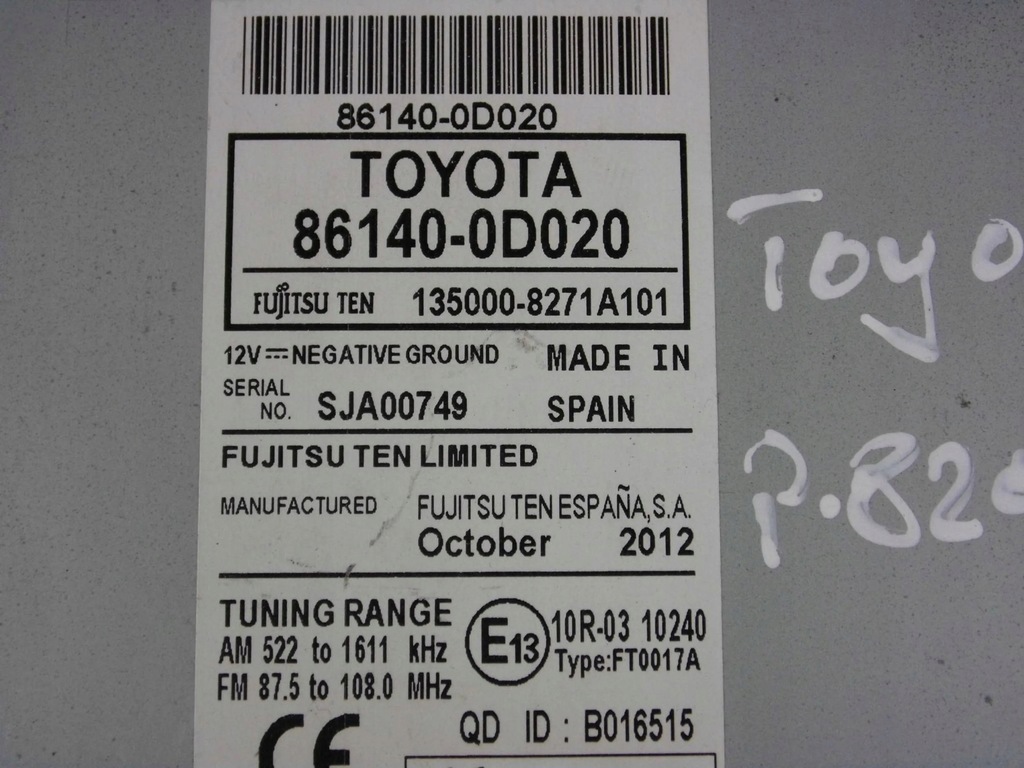 86140-0D020
TOYOTA
86140-0D020
FUJITSU TEN 135000-8271A101
12V NEGATIVE GROUND MADE IN
SERIAL
NO. SJA00749 SPAIN
FUJITSU TEN LIMITED
MANUFACTURED FUJITSU TEN ESPAÑA, S.A.
October 2012
TUNING RANGE
AM 522 to 1611 kHz
FM 87.5 to 108.0 MHz
E13 10R-03 10240
Type:FT0017A
QD ID : B016515
CE
Toyo
P.820